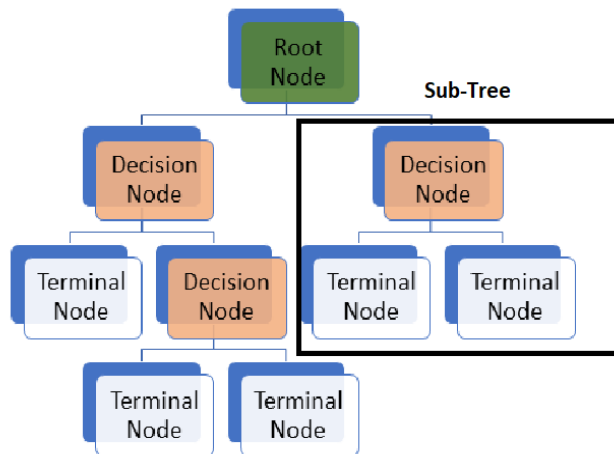 Root
Node
Sub-Tree
Decision
Node
Decision
Node
Terminal
Node
Decision
Node
Terminal
Node
Terminal
Node
Terminal
Node
Terminal
Node